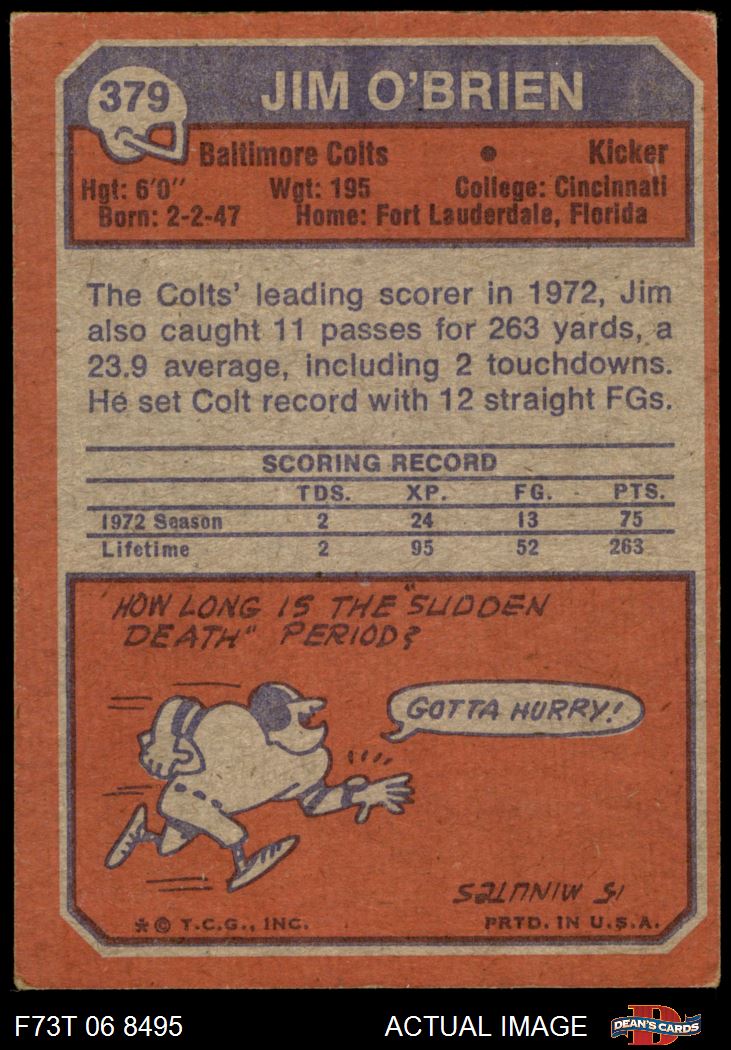 379
JIM O'BRIEN
Baltimore Colts • Kicker
Hgt: 6'0" Wgt: 195 College: Cincinnati
Born: 2-2-47 Home: Fort Lauderdale, Florida
The Colts' leading scorer in 1972, Jim
also caught 11 passes for 263 yards, a
23.9 average, including 2 touchdowns.
He set Colt record with 12 straight FGs.
SCORING RECORD
TDS. XP. FG. PTS.
1972 Season 2 24 13 75
Lifetime 2 95 52 263
HOW LONG IS THE "SUDDEN
DEATH" PERIOD?
GOTTA HURRY!
15 MINUTES
* © T.C.G., INC. PRTD. IN U.S.A.
F73T 06 8495 ACTUAL IMAGE
D
DEAN'S CARDS